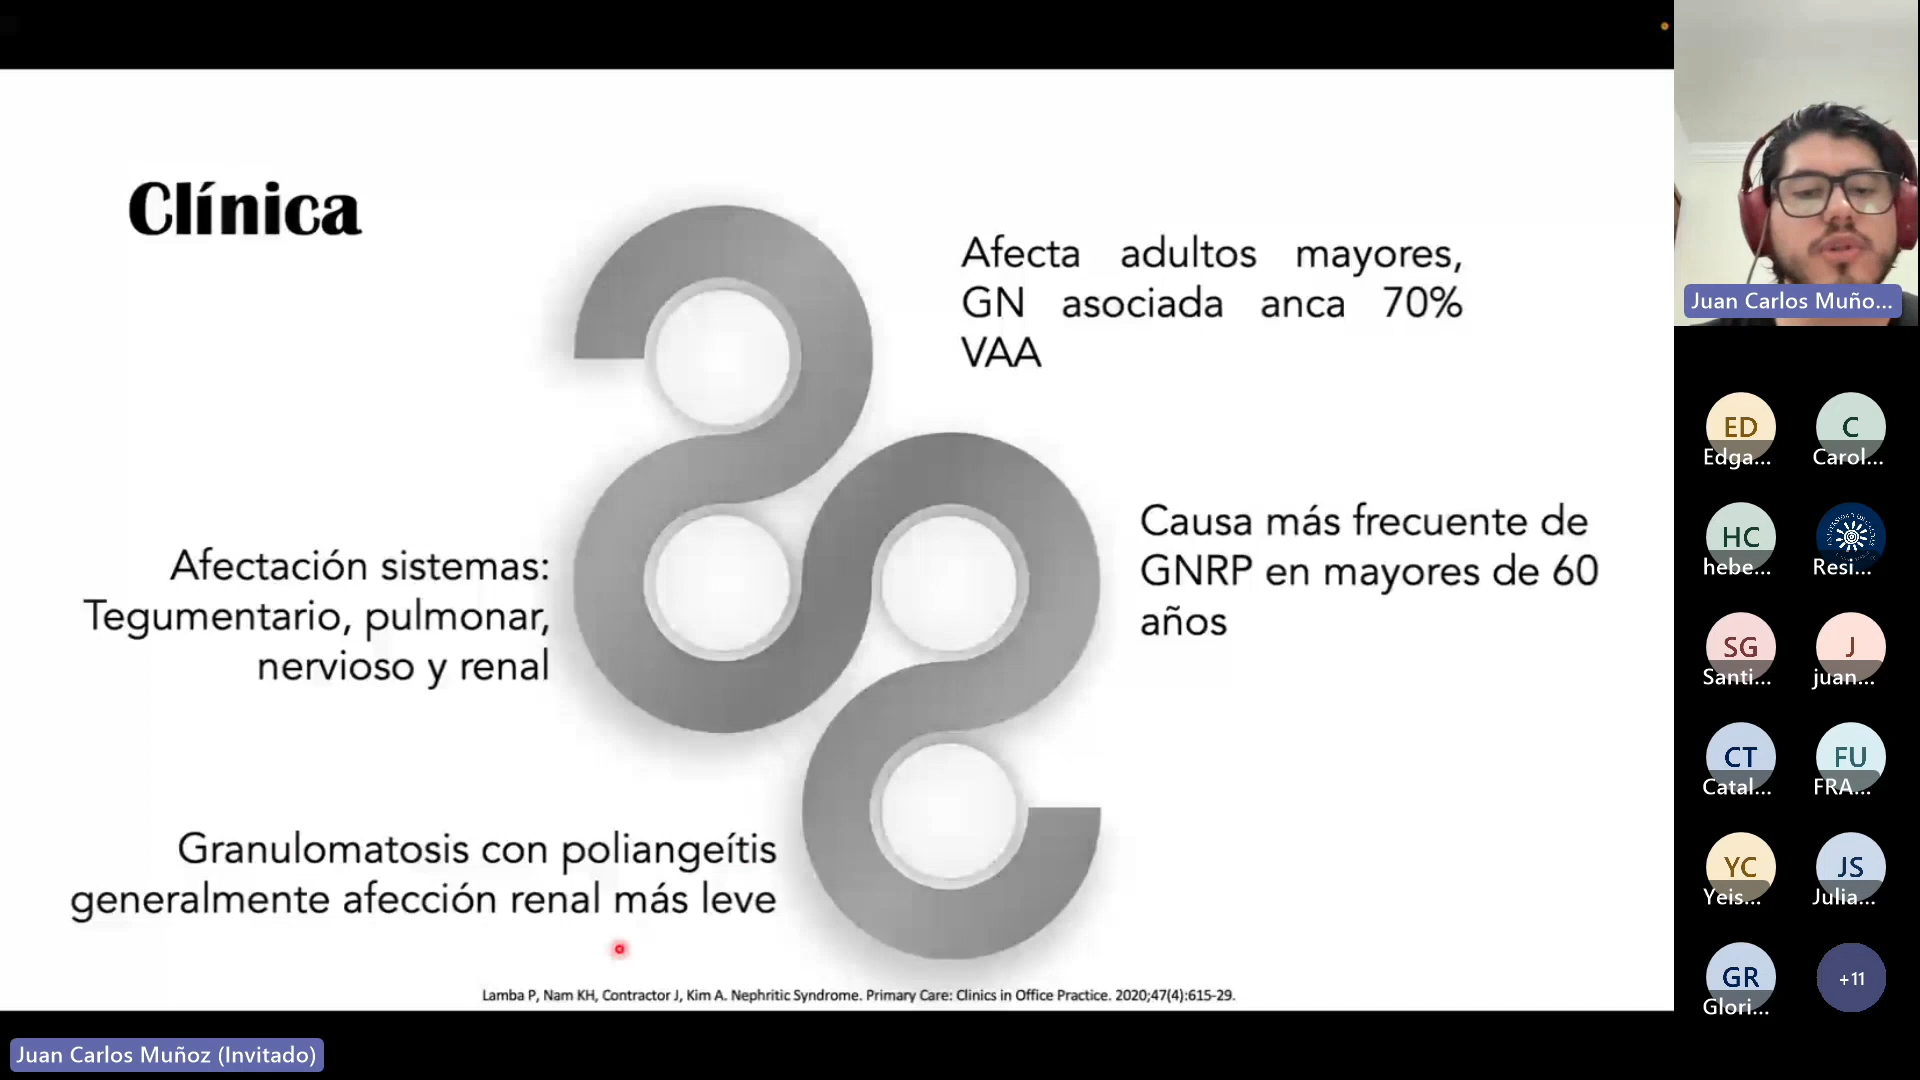 Clínica
Afecta adultos mayores,
GN asociada anca 70%
VAA
Causa más frecuente de
GNRP en mayores de 60
años
Afectación sistemas:
Tegumentario, pulmonar,
nervioso y renal
Granulomatosis con poliangeítis
generalmente afección renal más leve
Lamba P, Nam KH, Contractor J, Kim A. Nephritic Syndrome. Primary Care: Clinics in Office Practice. 2020;47(4):615-29.
Juan Carlos Muñoz (Invitado)
Juan Carlos Muño...
ED
Edga...
C
Carol...
HC
hebe...
Resi...
SG
Santi...
J
juan...
CT
Catal...
FU
FRA...
YC
Yeis...
JS
Julia...
GR
Glori...
+11